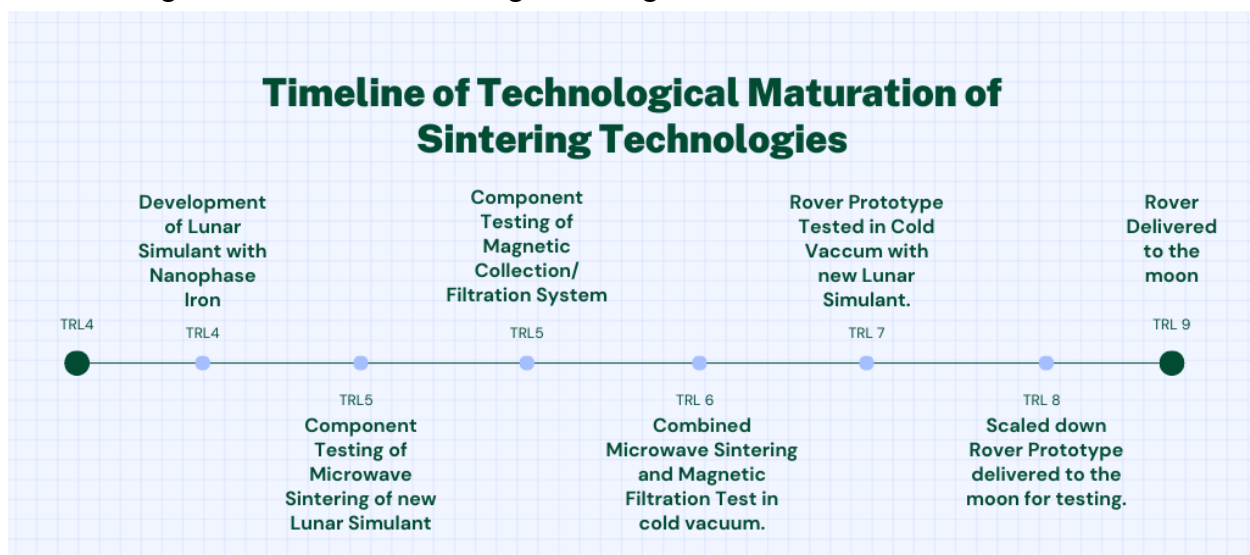 Timeline of Technological Maturation of
Sintering Technologies
TRL4
Development
of Lunar
Simulant with
Nanophase
Iron
TRL4
TRL5
Component
Testing of
Microwave
Sintering of new
Lunar Simulant
Component
Testing of
Magnetic
Collection/
Filtration System
TRL5
TRL 6
Combined
Microwave Sintering
and Magnetic
Filtration Test in
cold vacuum.
Rover Prototype
Tested in Cold
Vaccum with
new Lunar
Simulant.
TRL 7
TRL 8
Scaled down
Rover Prototype
delivered to the
moon for testing.
Rover
Delivered
to the
moon
TRL 9